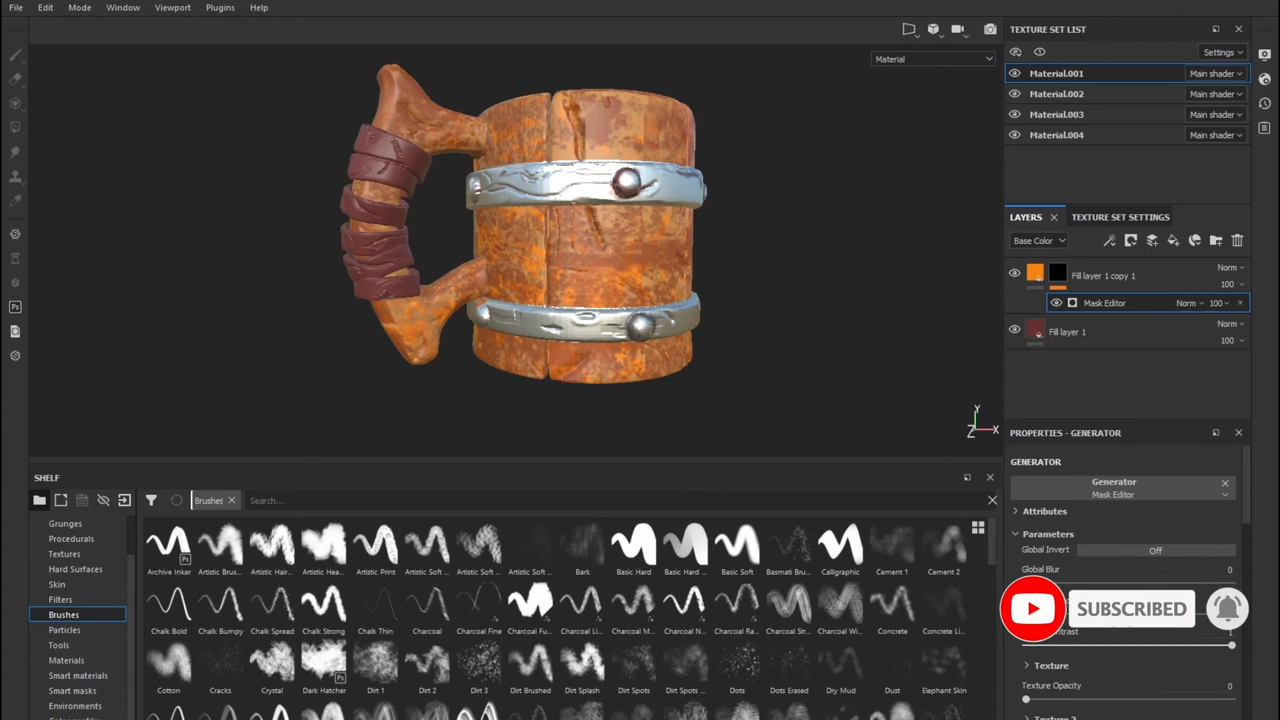 File Edit Mode Window Viewport Plugins Help
Material
TEXTURE SET LIST
Settings
Material.001 Main shader
Material.002 Main shader
Material.003 Main shader
Material.004 Main shader
LAYERS TEXTURE SET SETTINGS
Base Color
Norm
Fill layer 1 copy 1
100
Mask Editor Norm 100
Norm
Fill layer 1
100
Y
Z X
PROPERTIES - GENERATOR
GENERATOR
Generator
Mask Editor
Attributes
Parameters
Global Invert Off
Global Blur 0
SUBSCRIBED
1
Texture
Texture Opacity 0
SHELF
Brushes Search...
Grunges
Procedurals
Textures
Hard Surfaces
Skin
Filters
Brushes
Particles
Tools
Materials
Smart materials
Smart masks
Environments
Ps
Archive Inker Artistic Brus... Artistic Hair... Artistic Hea... Artistic Print Artistic Soft ... Artistic Soft ... Artistic Soft ... Bark Basic Hard Basic Hard ... Basic Soft Basmati Bru... Calligraphic Cement 1 Cement 2
Chalk Bold Chalk Bumpy Chalk Spread Chalk Strong Chalk Thin Charcoal Charcoal Fine Charcoal Fu... Charcoal Li... Charcoal M... Charcoal N... Charcoal Ra... Charcoal Str... Charcoal Wi... Concrete Concrete Li...
Ps
Cotton Cracks Crystal Dark Hatcher Dirt 1 Dirt 2 Dirt 3 Dirt Brushed Dirt Splash Dirt Spots Dirt Spots ... Dots Dots Erased Dry Mud Dust Elephant Skin